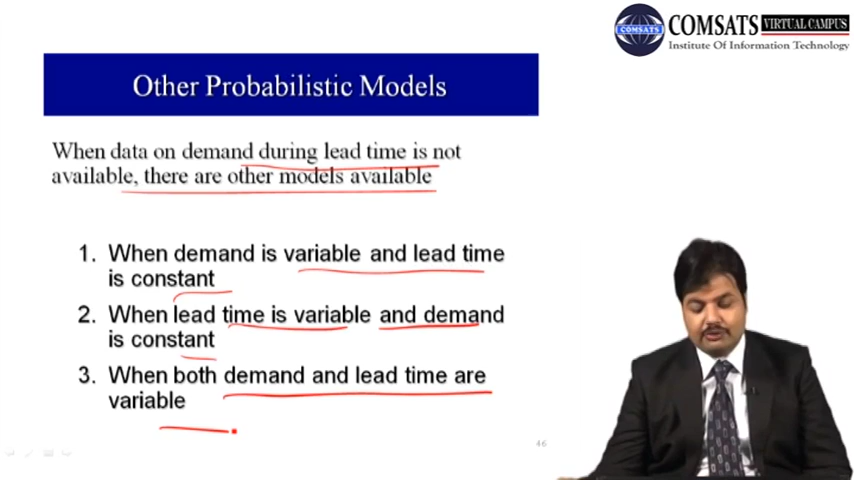 COMSATS VIRTUAL CAMPUS
COMSATS
Institute Of Information Technology
Other Probabilistic Models
When data on demand during lead time is not
available, there are other models available
1. When demand is variable and lead time
is constant
2. When lead time is variable and demand
is constant
3. When both demand and lead time are
variable
46